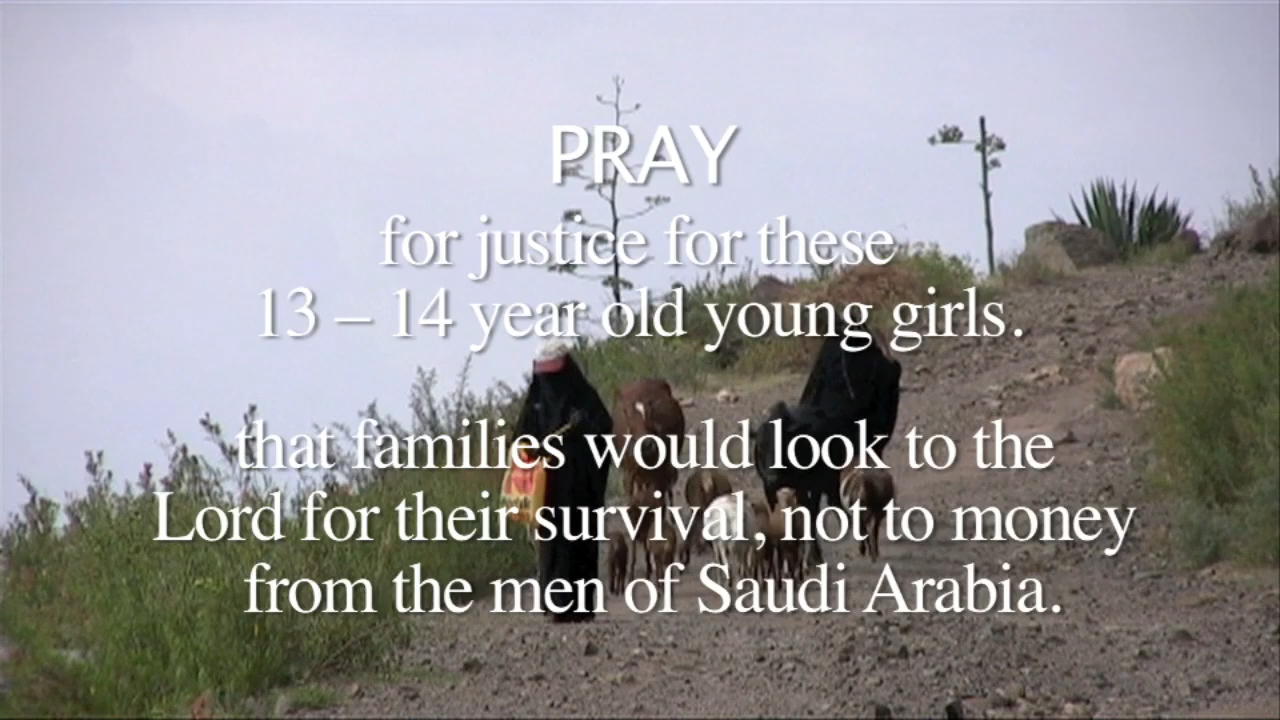 PRAY
for justice for these
13 – 14 year old young girls.
that families would look to the
Lord for their survival, not to money
from the men of Saudi Arabia.